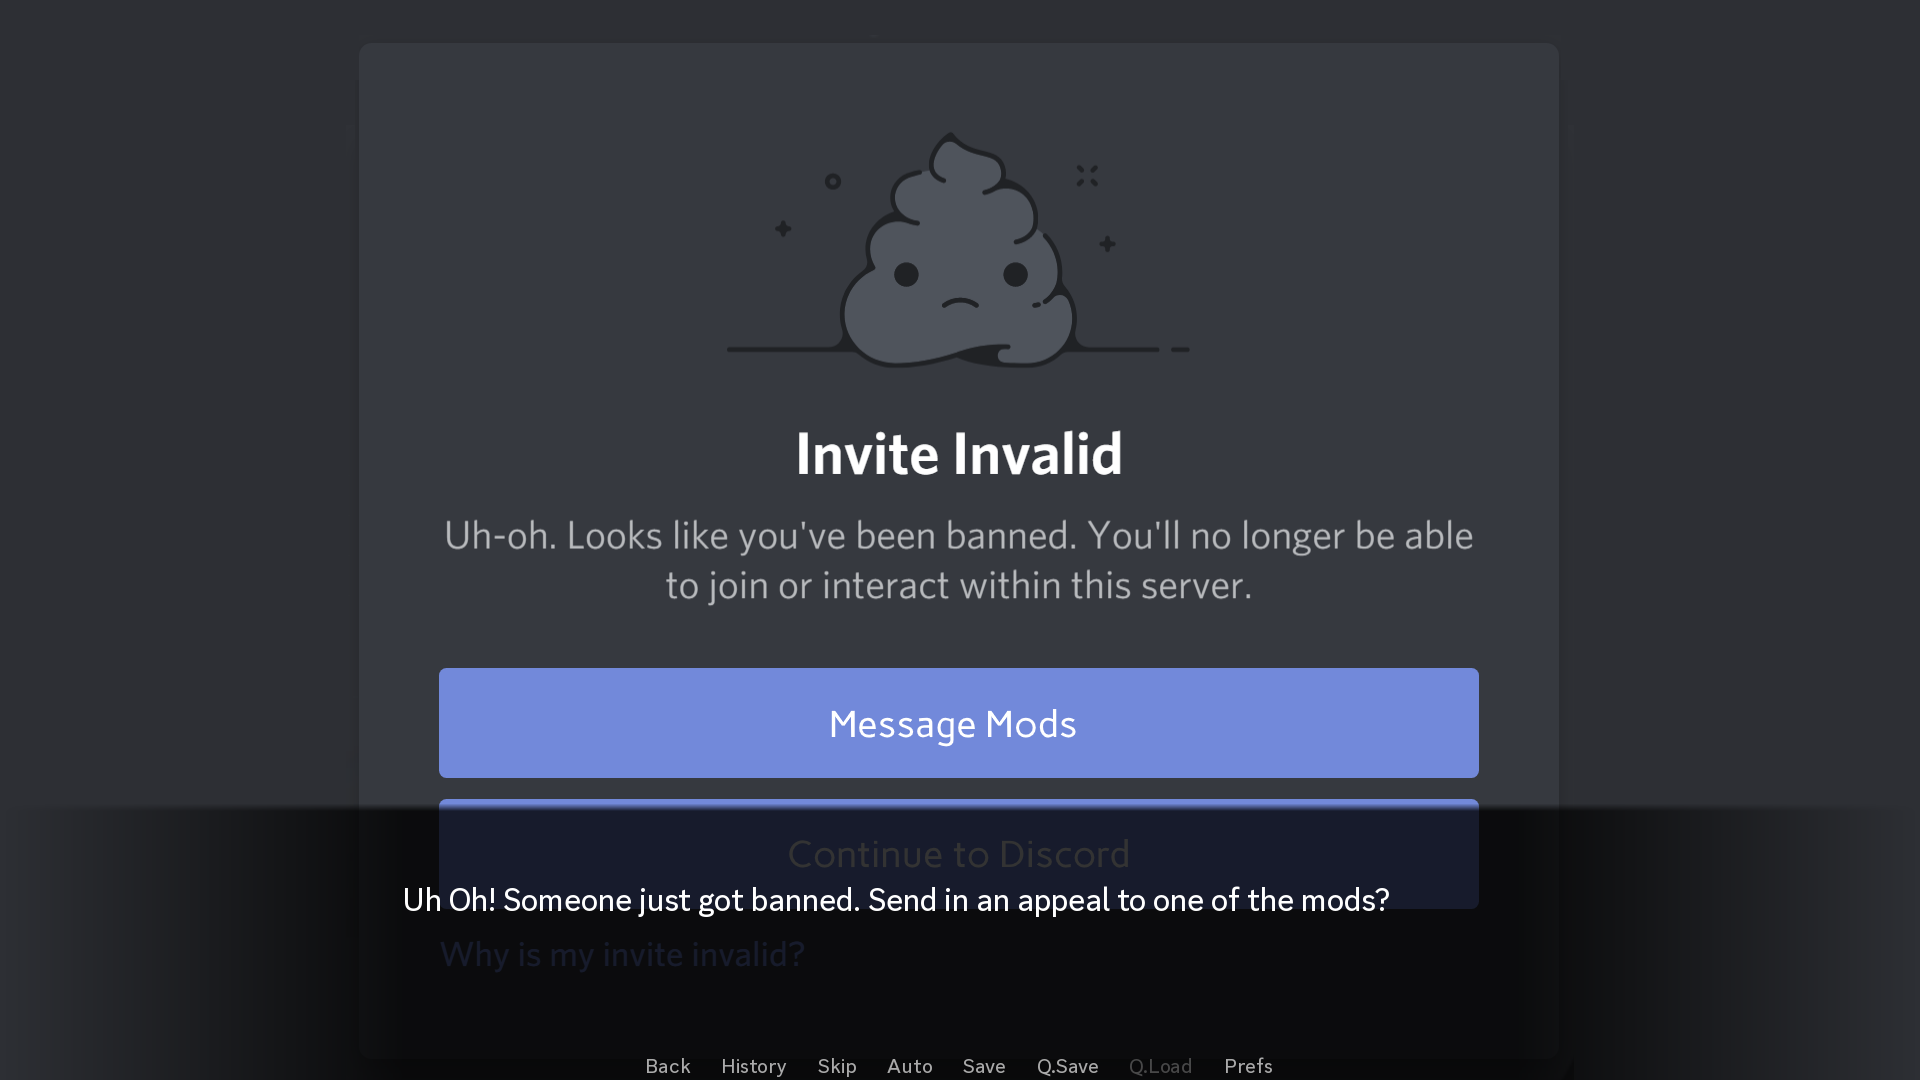 Invite Invalid
Uh-oh. Looks like you've been banned. You'll no longer be able
to join or interact within this server.
Message Mods
Continue to Discord
Uh Oh! Someone just got banned. Send in an appeal to one of the mods?
Why is my invite invalid?
Back History Skip Auto Save Q.Save Q.Load Prefs